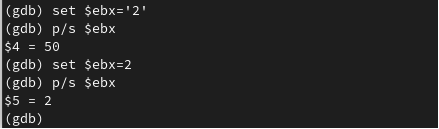 (gdb) set $ebx='2'
(gdb) p/s $ebx
$4 = 50
(gdb) set $ebx=2
(gdb) p/s $ebx
$5 = 2
(gdb)